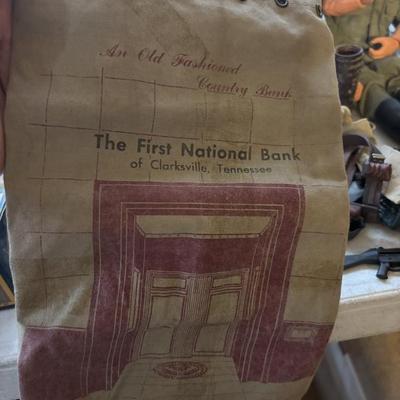 An Old Fashioned
Country Bank
The First National Bank
of Clarksville, Tennessee